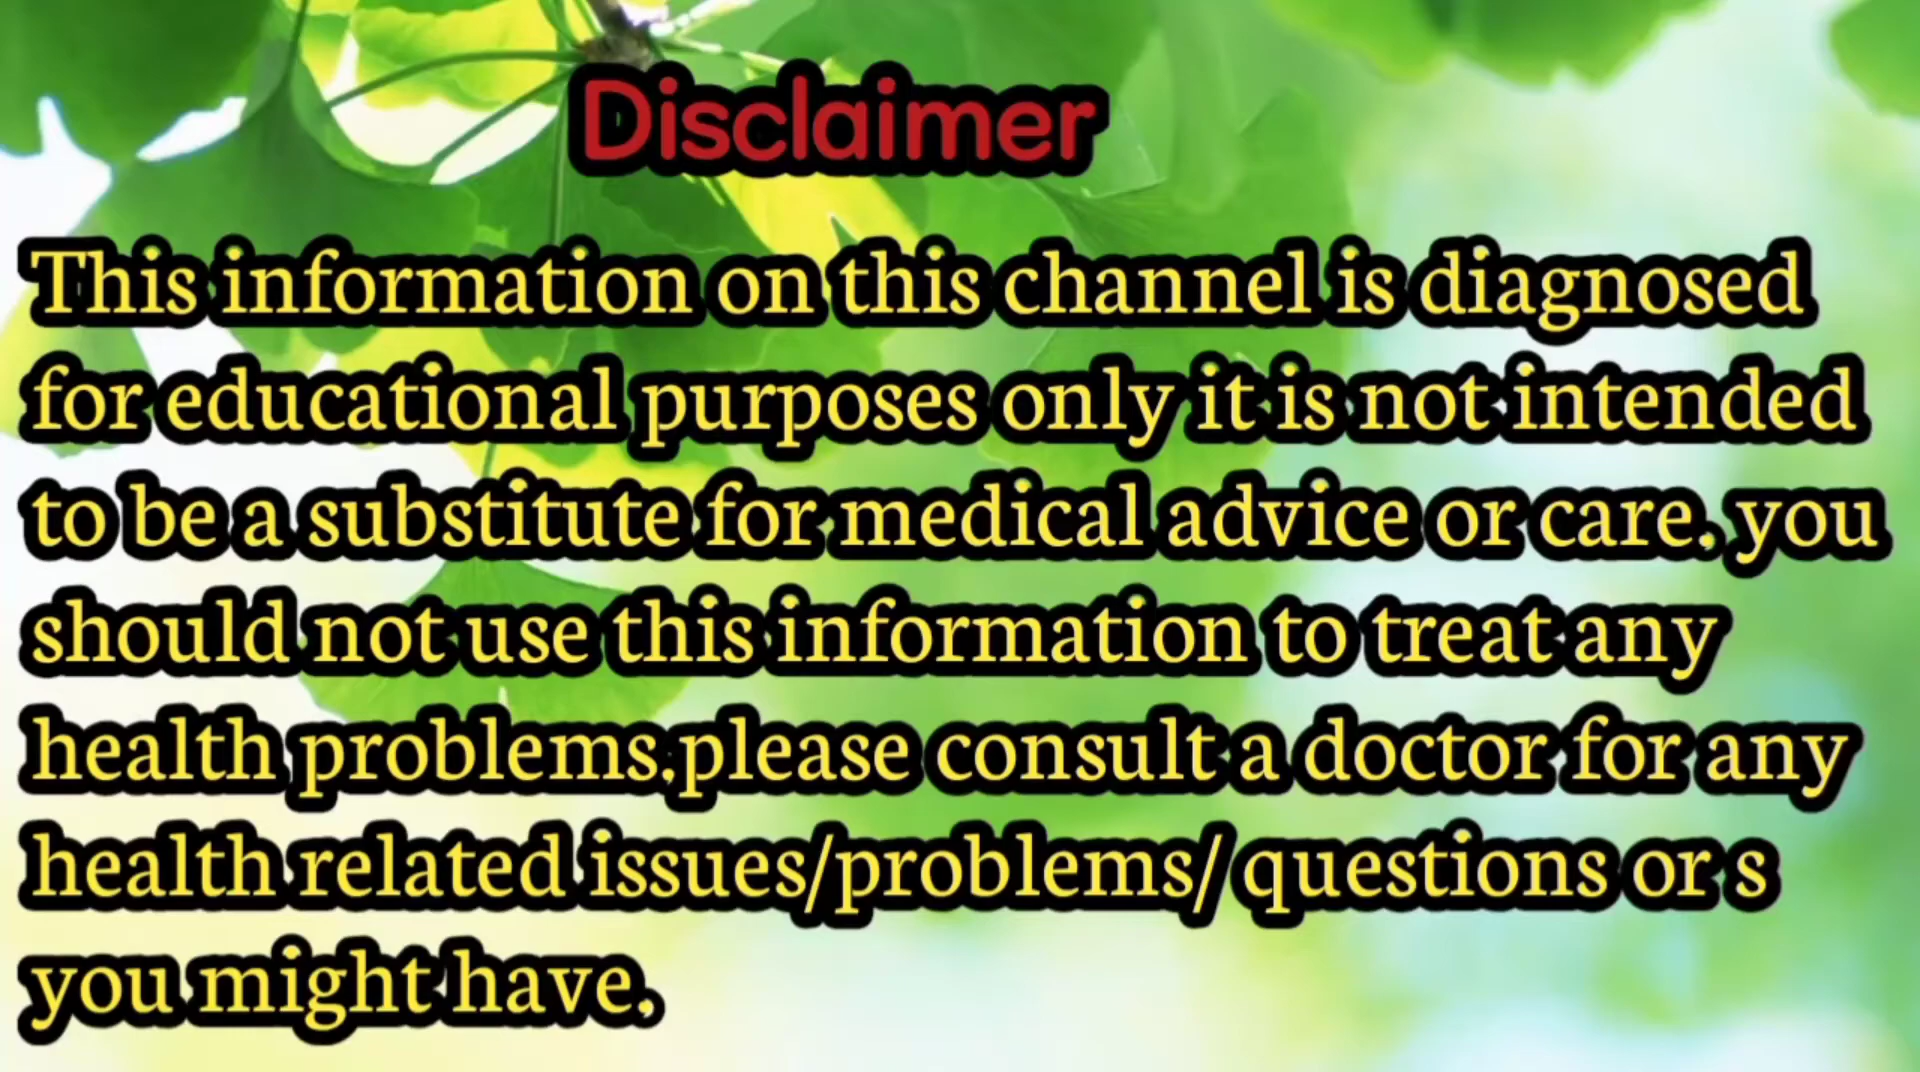 Disclaimer
This information on this channel is diagnosed
for educational purposes only it is not intended
to be a substitute for medical advice or care. you
should not use this information to treat any
health problems.please consult a doctor for any
health related issues/problems/ questions or s
you might have.